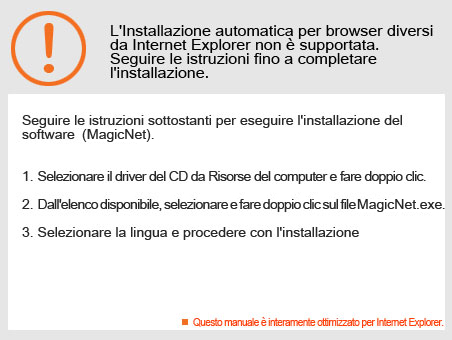 L'Installazione automatica per browser diversi
da Internet Explorer non è supportata.
Seguire le istruzioni fino a completare
l'installazione.
Seguire le istruzioni sottostanti per eseguire l'installazione del
software (MagicNet).
1. Selezionare il driver del CD da Risorse del computer e fare doppio clic.
2. Dall'elenco disponibile, selezionare e fare doppio clic sul file MagicNet.exe.
3. Selezionare la lingua e procedere con l'installazione
Questo manuale è interamente ottimizzato per Internet Explorer.